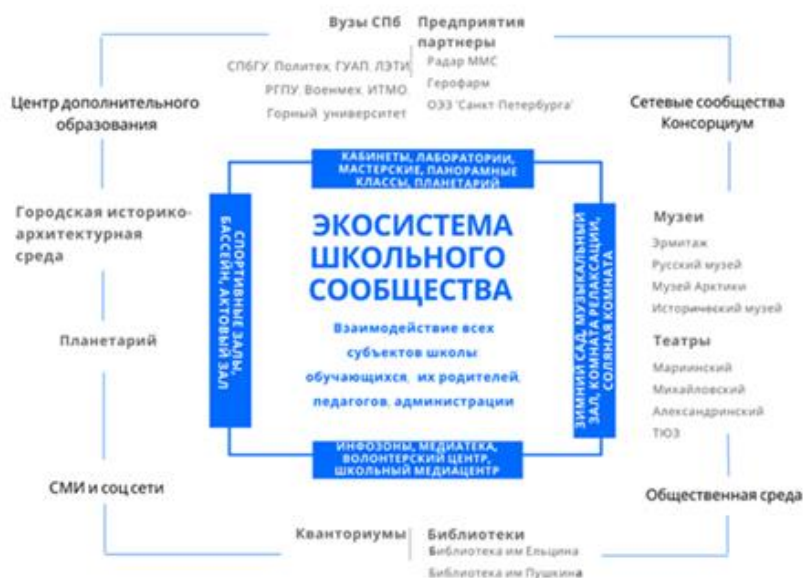 Вузы СПб
СПбГУ, Политех, ГУАП, ЛЭТИ
РГПУ, Военмех, ИТМО,
Горный университет
Предприятия
партнеры
Радар ММС
Герофарм
ОЭЗ 'Санкт Петербурга'
Центр дополнительного
образования
Сетевые сообщества
Консорциум
КАБИНЕТЫ, ЛАБОРАТОРИИ,
МАСТЕРСКИЕ, ПАНОРАМНЫЕ
КЛАССЫ, ПЛАНЕТАРИЙ
Городская историко-
архитектурная
среда
Планетарий
СПОРТИВНЫЕ ЗАЛЫ,
БАССЕЙН, АКТОВЫЙ ЗАЛ
ЭКОСИСТЕМА
ШКОЛЬНОГО
СООБЩЕСТВА
Взаимодействие всех
субъектов школы:
обучающихся, их родителей,
педагогов, администрации
ЗИМНИЙ САД, МУЗЫКАЛЬНЫЙ
ЗАЛ, КОМНАТА РЕЛАКСАЦИИ,
СОЛЯНАЯ КОМНАТА
Музеи
Эрмитаж
Русский музей
Музей Арктики
Исторический музей
Театры
Мариинский
Михайловский
Александринский
ТЮЗ
ИНФОЗОНЫ, МЕДИАТЕКА,
ВОЛОНТЕРСКИЙ ЦЕНТР,
ШКОЛЬНЫЙ МЕДИАЦЕНТР
СМИ и соц сети
Общественная среда
Кванториумы
Библиотеки
Библиотека им Ельцина
Библиотека им Пушкина